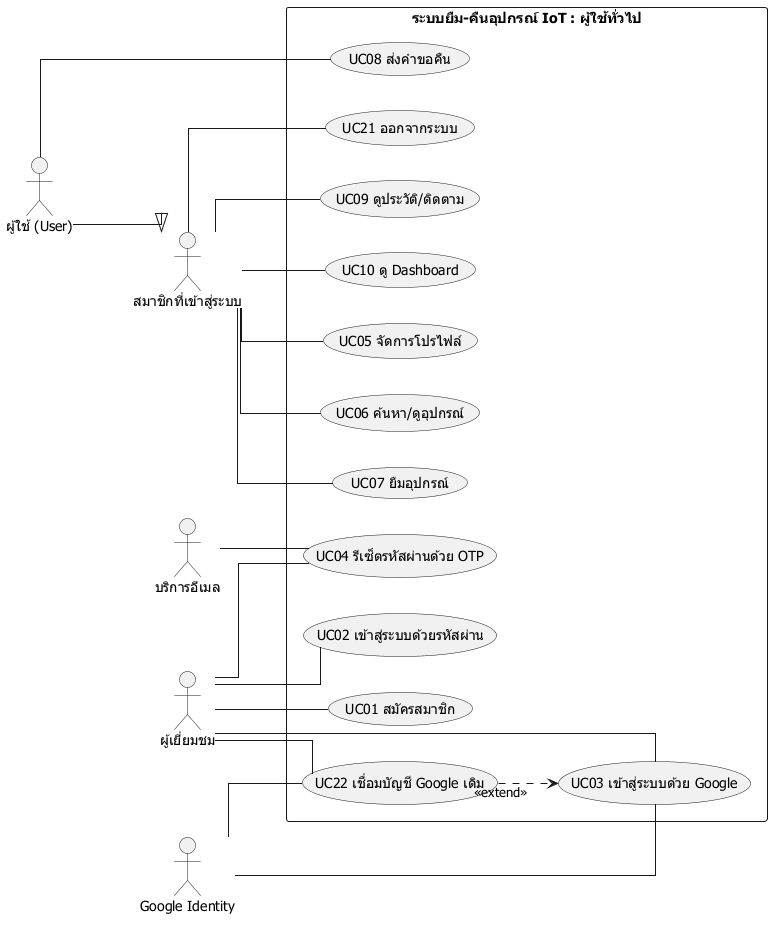 ระบบยืม-คืนอุปกรณ์ IoT : ผู้ใช้ทั่วไป
UC08 ส่งคำขอคืน
UC21 ออกจากระบบ
UC09 ดูประวัติ/ติดตาม
ผู้ใช้ (User)
UC10 ดู Dashboard
สมาชิกที่เข้าสู่ระบบ
UC05 จัดการโปรไฟล์
UC06 ค้นหา/ดูอุปกรณ์
UC07 ยืมอุปกรณ์
UC04 รีเซ็ตรหัสผ่านด้วย OTP
บริการอีเมล
UC02 เข้าสู่ระบบด้วยรหัสผ่าน
UC01 สมัครสมาชิก
ผู้เยี่ยมชม
UC22 เชื่อมบัญชี Google เดิม
UC03 เข้าสู่ระบบด้วย Google
«extend»
Google Identity